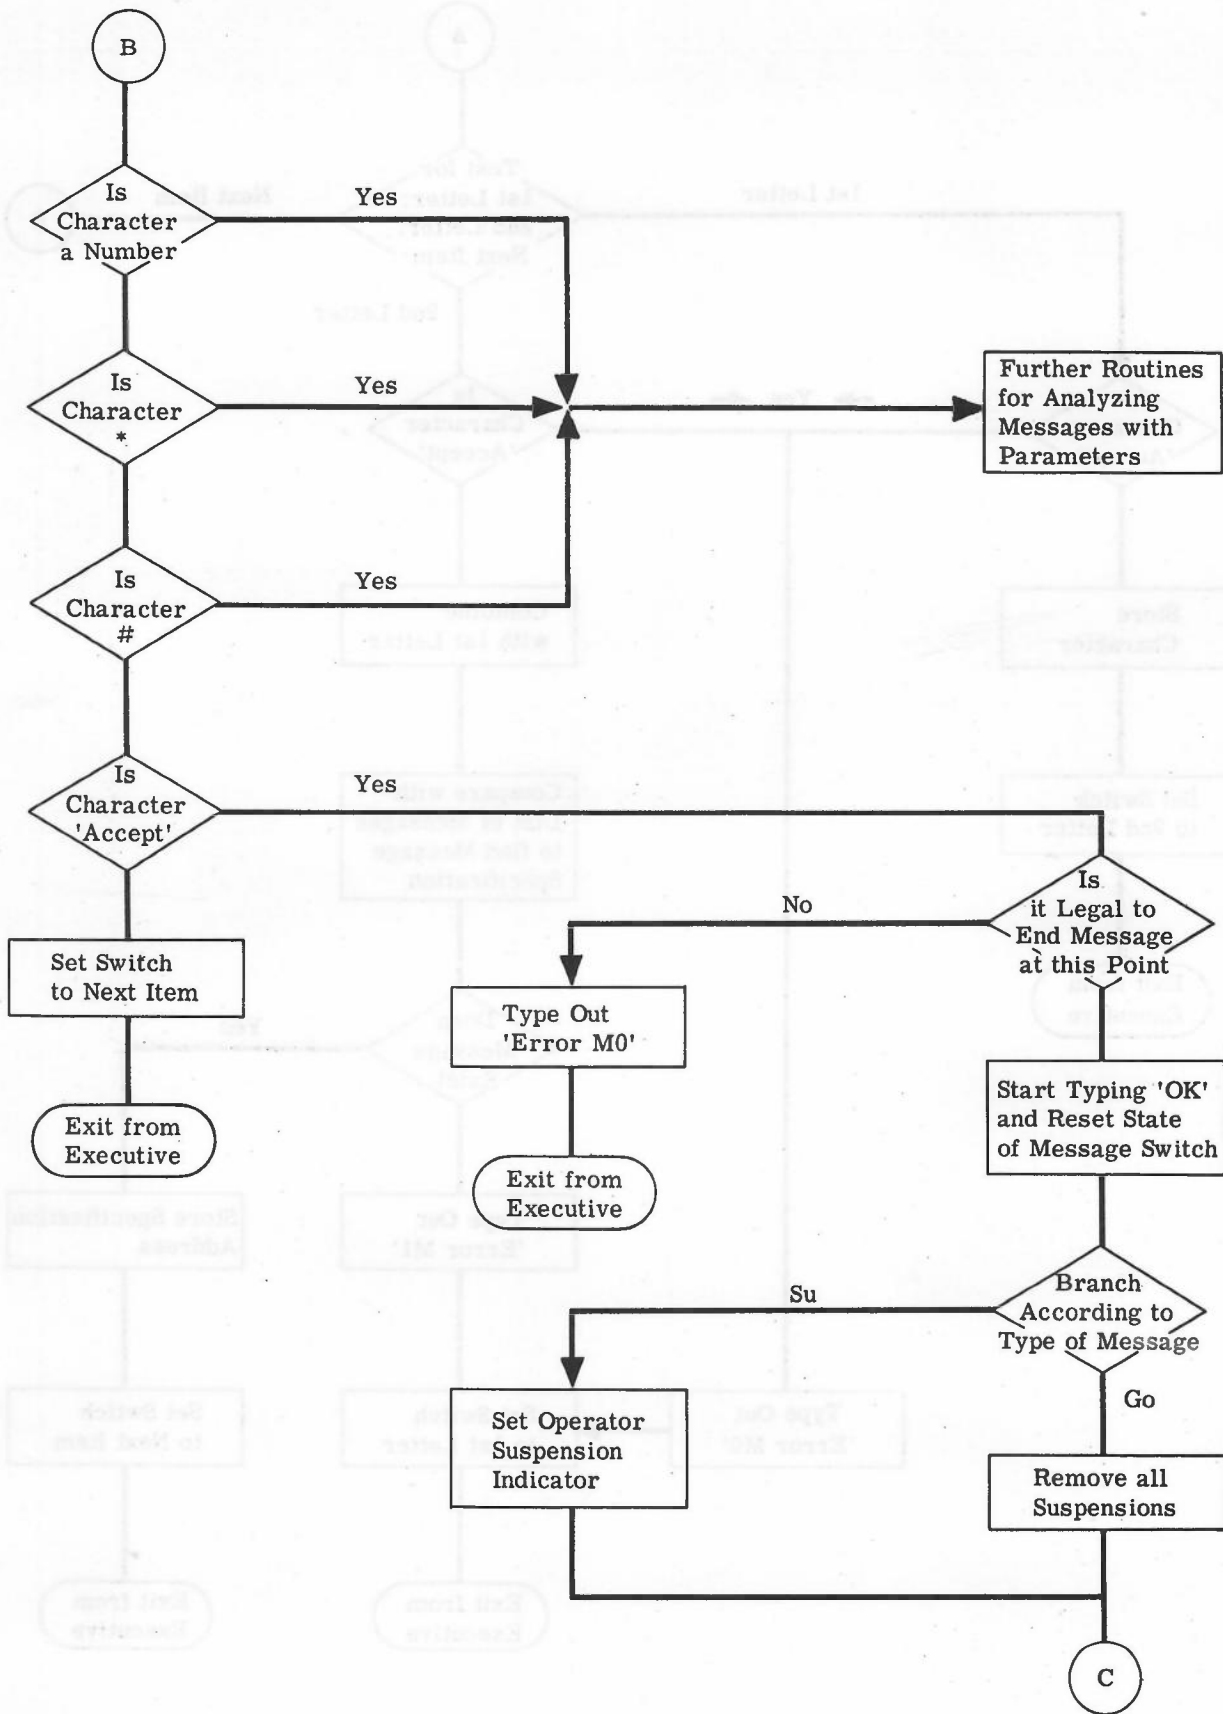 B
Is
Character
a Number
Yes
Is
Character
*
Yes
Further Routines
for Analyzing
Messages with
Parameters
Is
Character
#
Yes
Is
Character
'Accept'
Yes
Is
it Legal to
End Message
at this Point
No
Set Switch
to Next Item
Type Out
'Error M0'
Exit from
Executive
Exit from
Executive
Start Typing 'OK'
and Reset State
of Message Switch
Branch
According to
Type of Message
Su
Go
Set Operator
Suspension
Indicator
Remove all
Suspensions
C